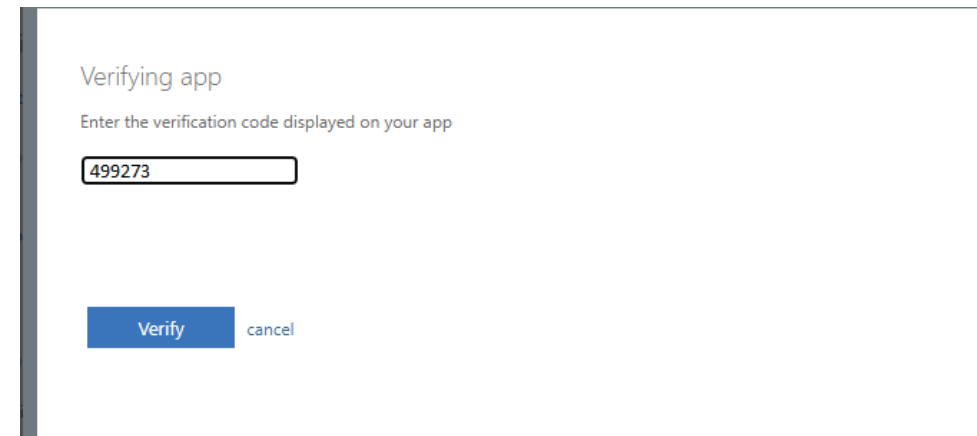 Verifying app
Enter the verification code displayed on your app
499273
Verify cancel